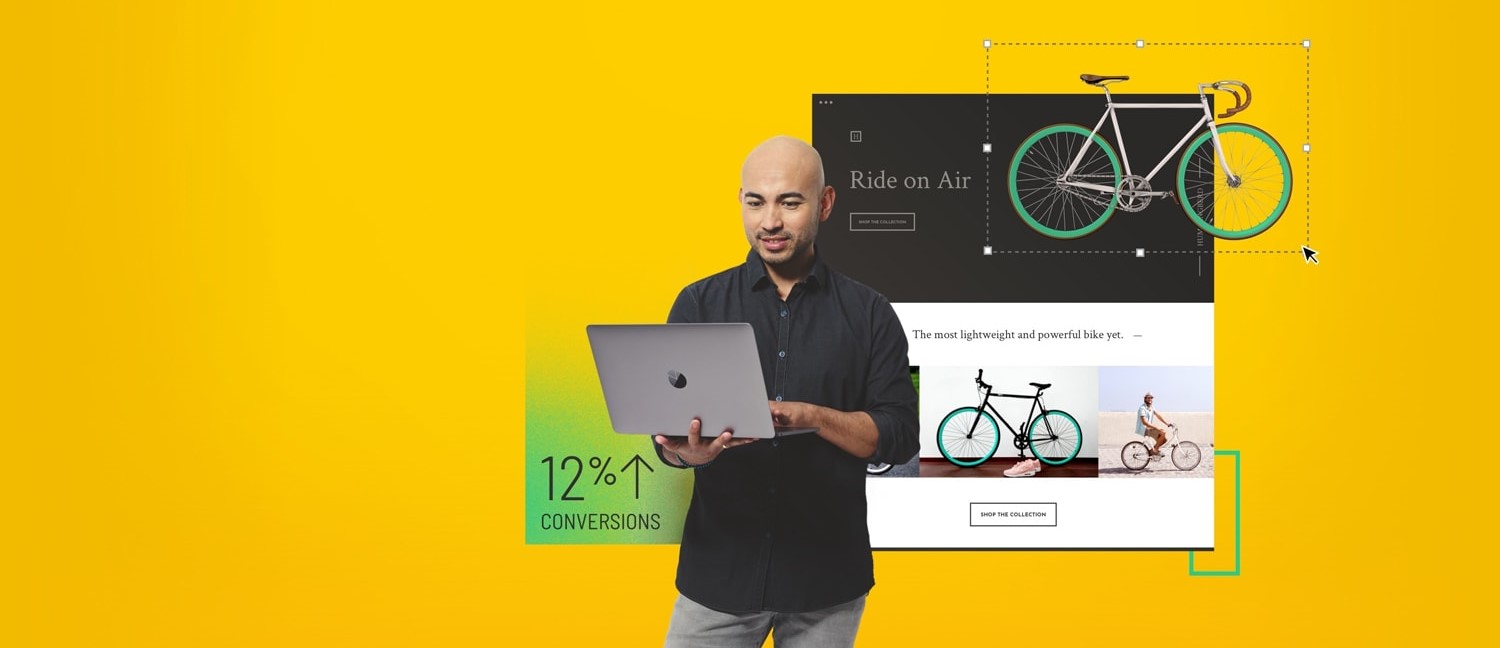 Ride on Air
SHOP THE COLLECTION
The most lightweight and powerful bike yet. —
12%↑
CONVERSIONS
SHOP THE COLLECTION